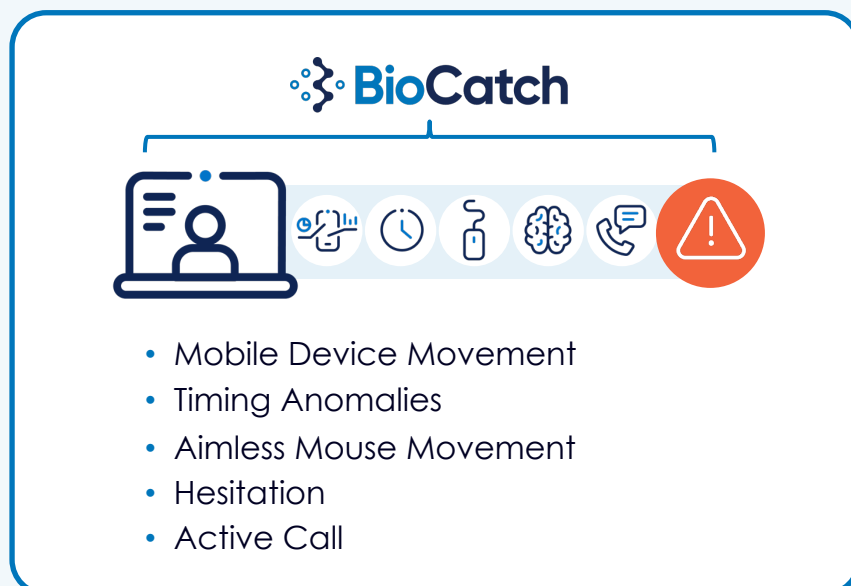 BioCatch
• Mobile Device Movement
• Timing Anomalies
• Aimless Mouse Movement
• Hesitation
• Active Call